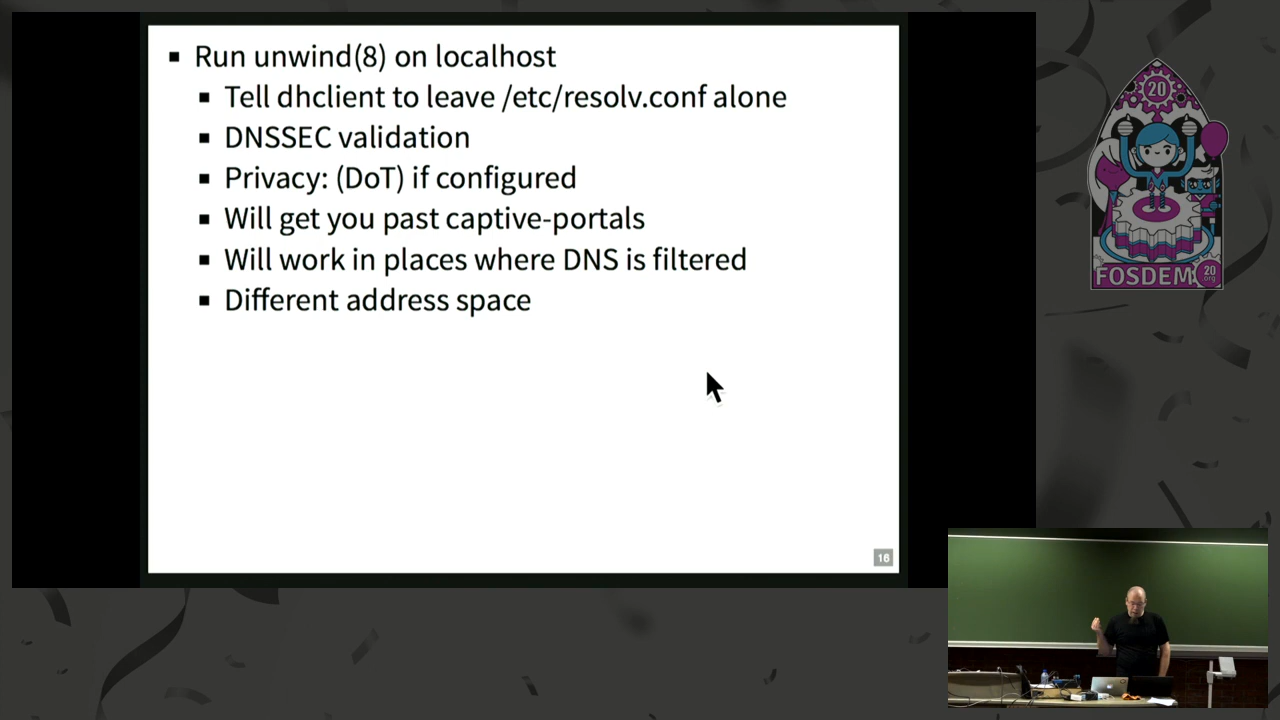 Run unwind(8) on localhost
Tell dhclient to leave /etc/resolv.conf alone
DNSSEC validation
Privacy: (DoT) if configured
Will get you past captive-portals
Will work in places where DNS is filtered
Different address space
16
20
FOSDEM
20
org